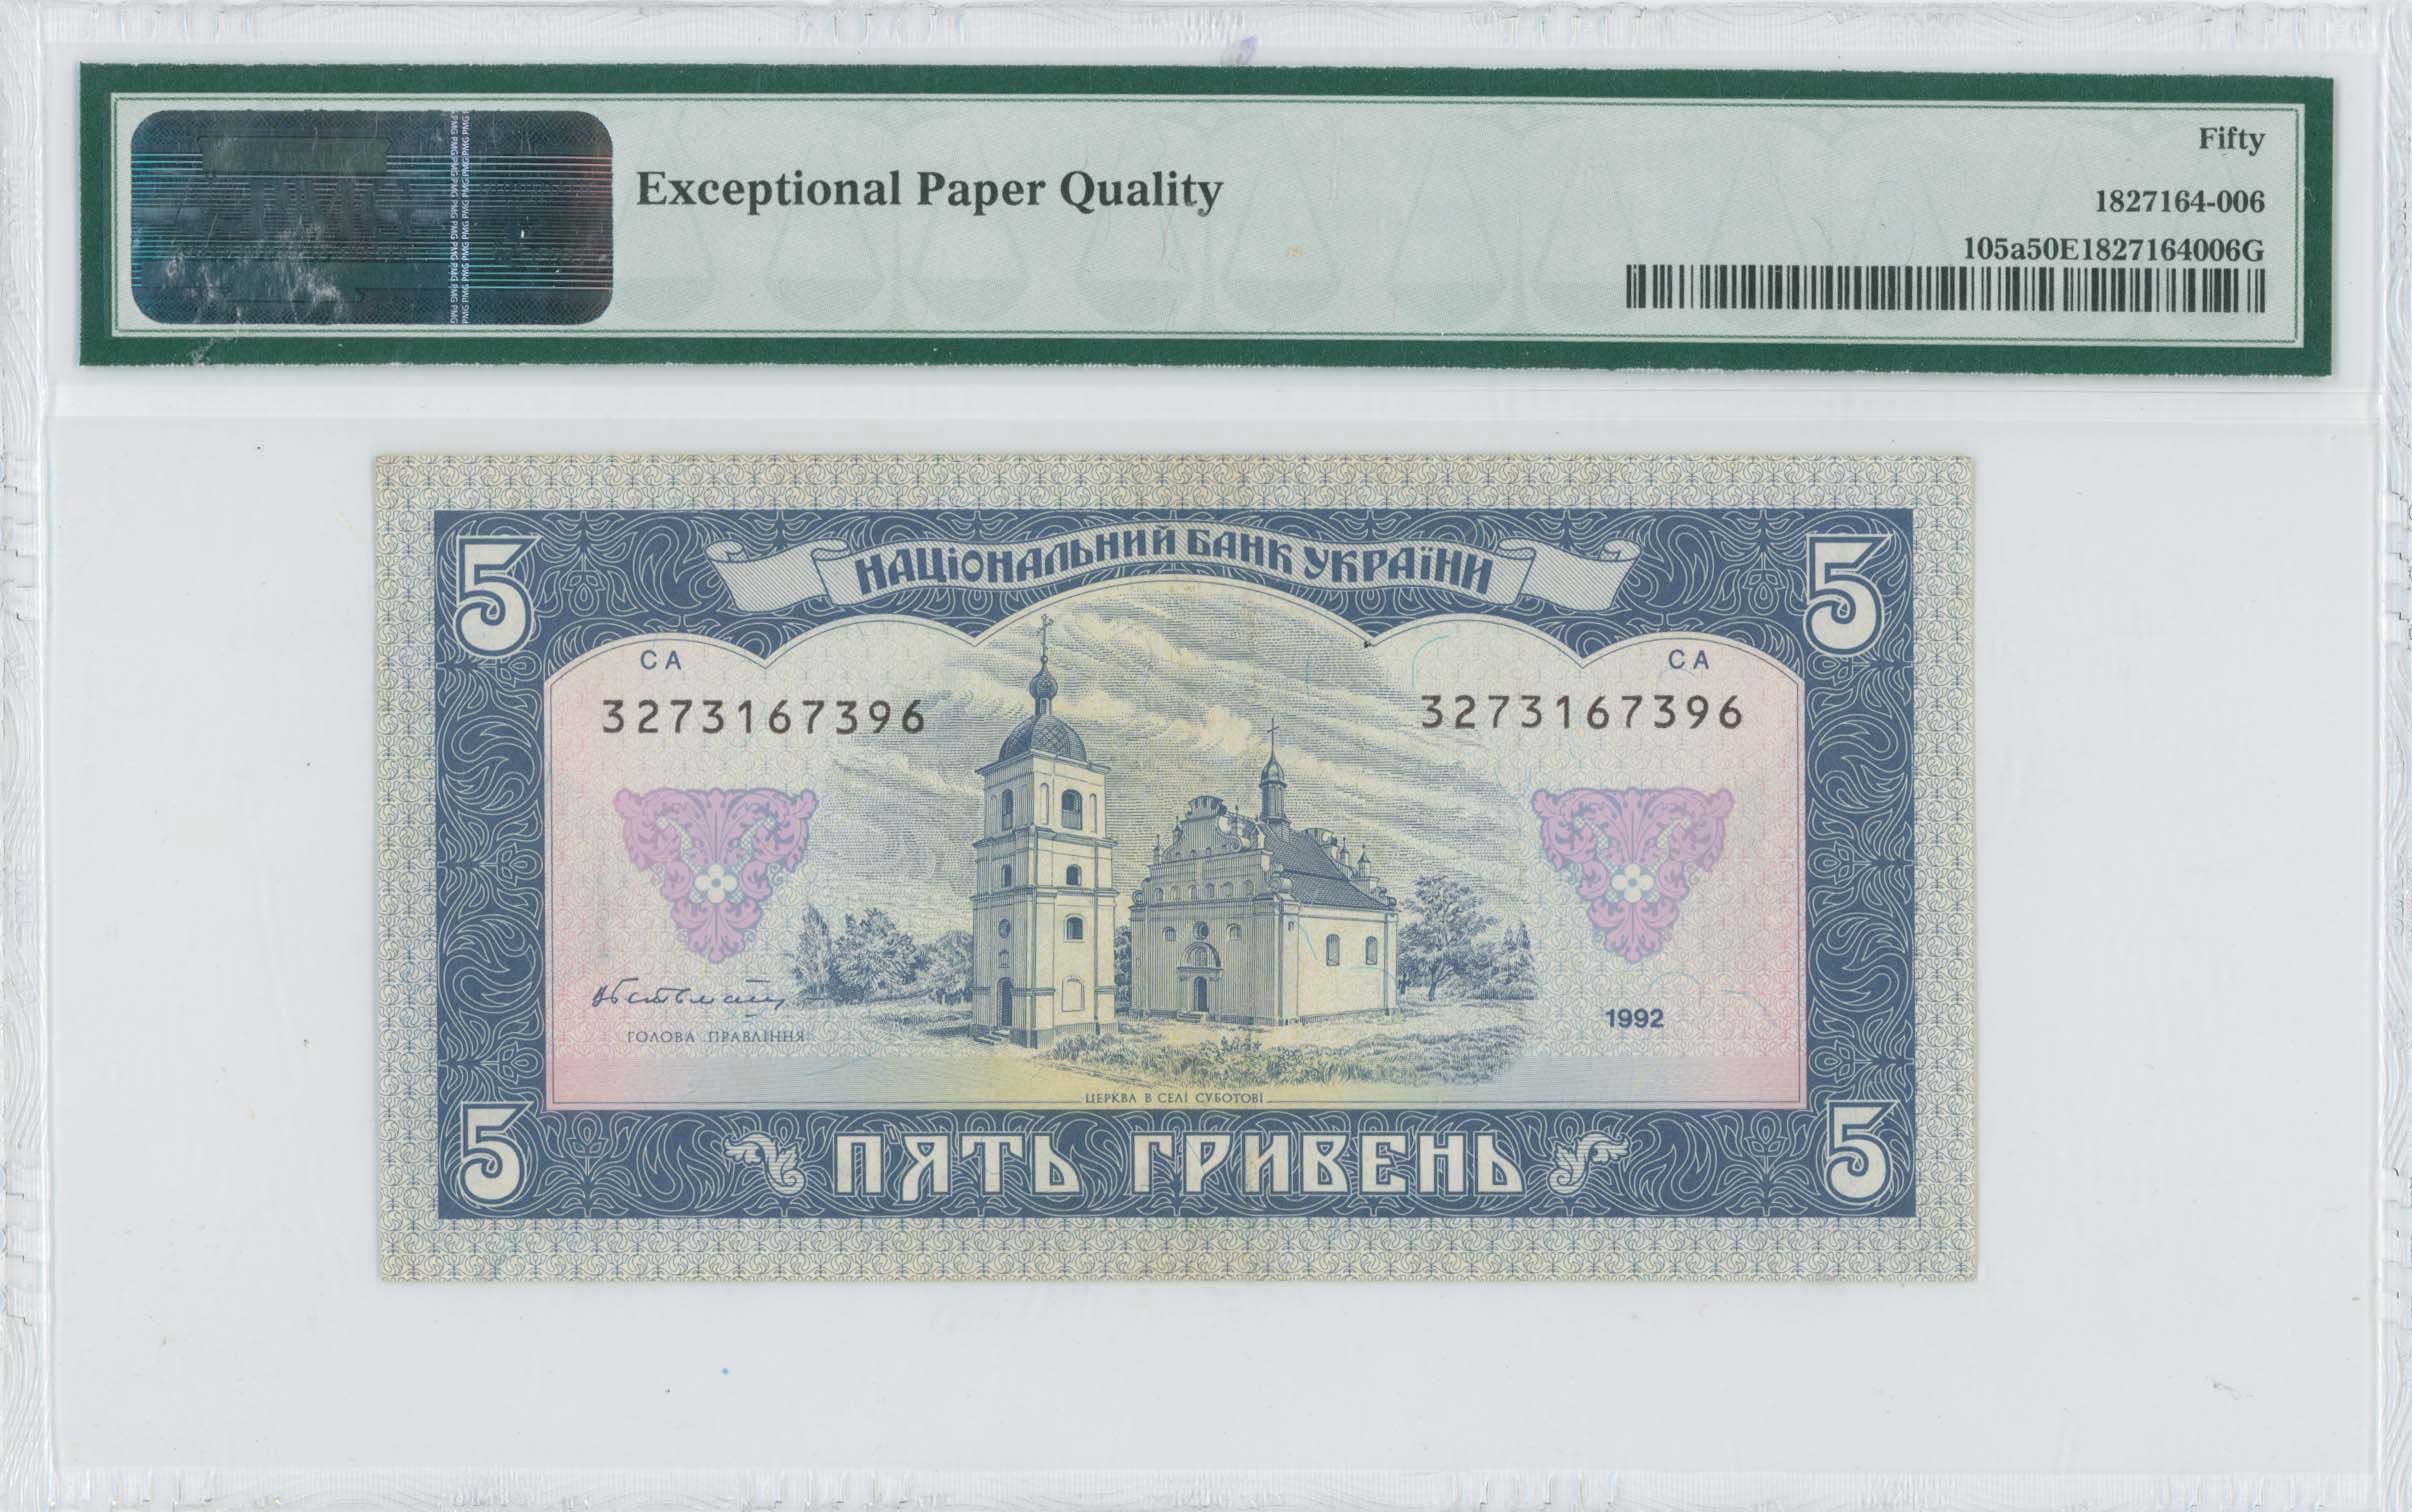 Fifty
Exceptional Paper Quality
1827164-006
105a50E1827164006G
5 НАЦіОНАЛЬНИЙ БАНК УКРАЇНИ 5
СА СА
3273167396 3273167396
ГОЛОВА ПРАВЛІННЯ
1992
ЦЕРКВА В СЕЛІ СУБОТОВІ
5 П'ЯТЬ ГРИВЕНЬ 5